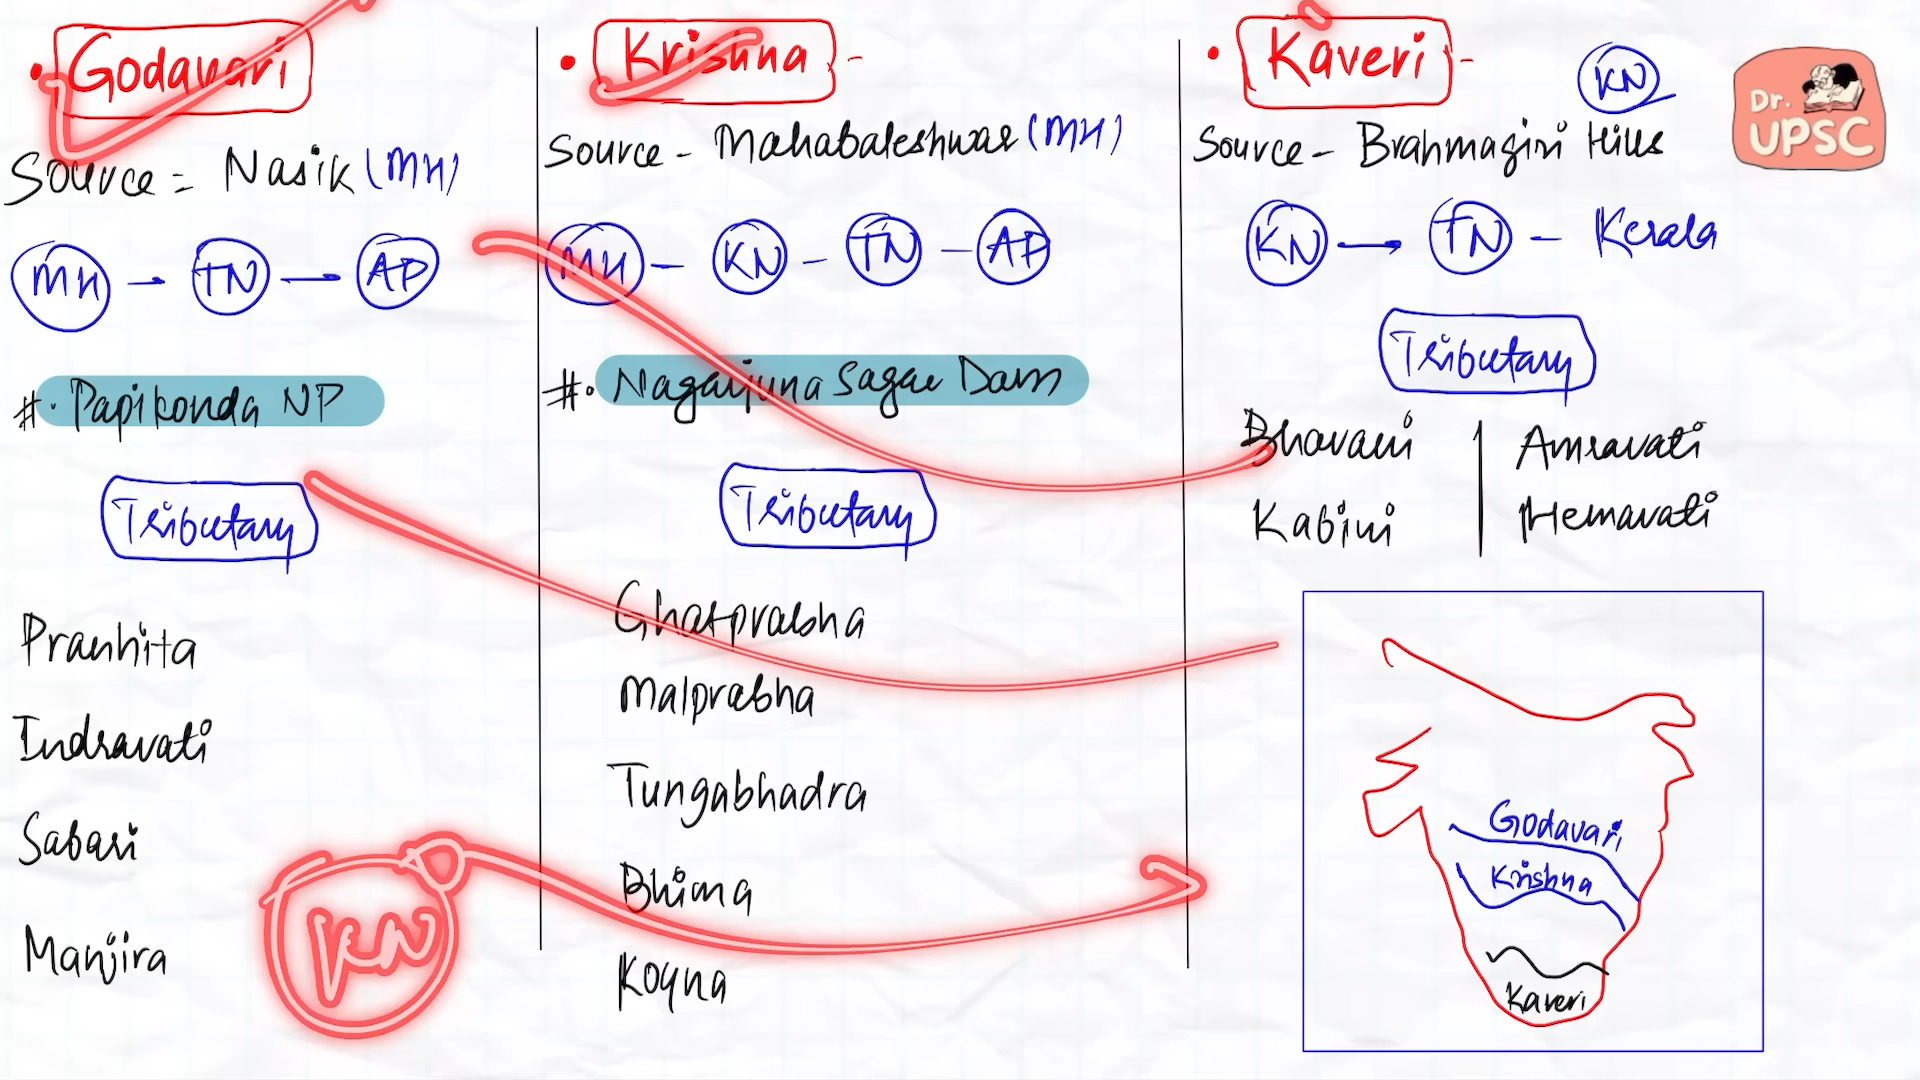 • Godavari
Source = Nasik (MH)
MH - TN - AP
#. Papikonda NP
Tributary
Pranhita
Indravati
Sabari
Manjira
KN
• Krishna -
Source - Mahabaleshwar (MH)
MH - KN - TN - AP
#. Nagarjuna Sagar Dam
Tributary
Ghatprabha
Malprabha
Tungabhadra
Bhima
Koyna
• Kaveri -
KN
Source - Brahmagiri Hills
KN → TN - Kerala
Tributary
Bhavani | Amravati
Kabini | Hemavati
Godavari
Krishna
Kaveri
Dr.
UPSC